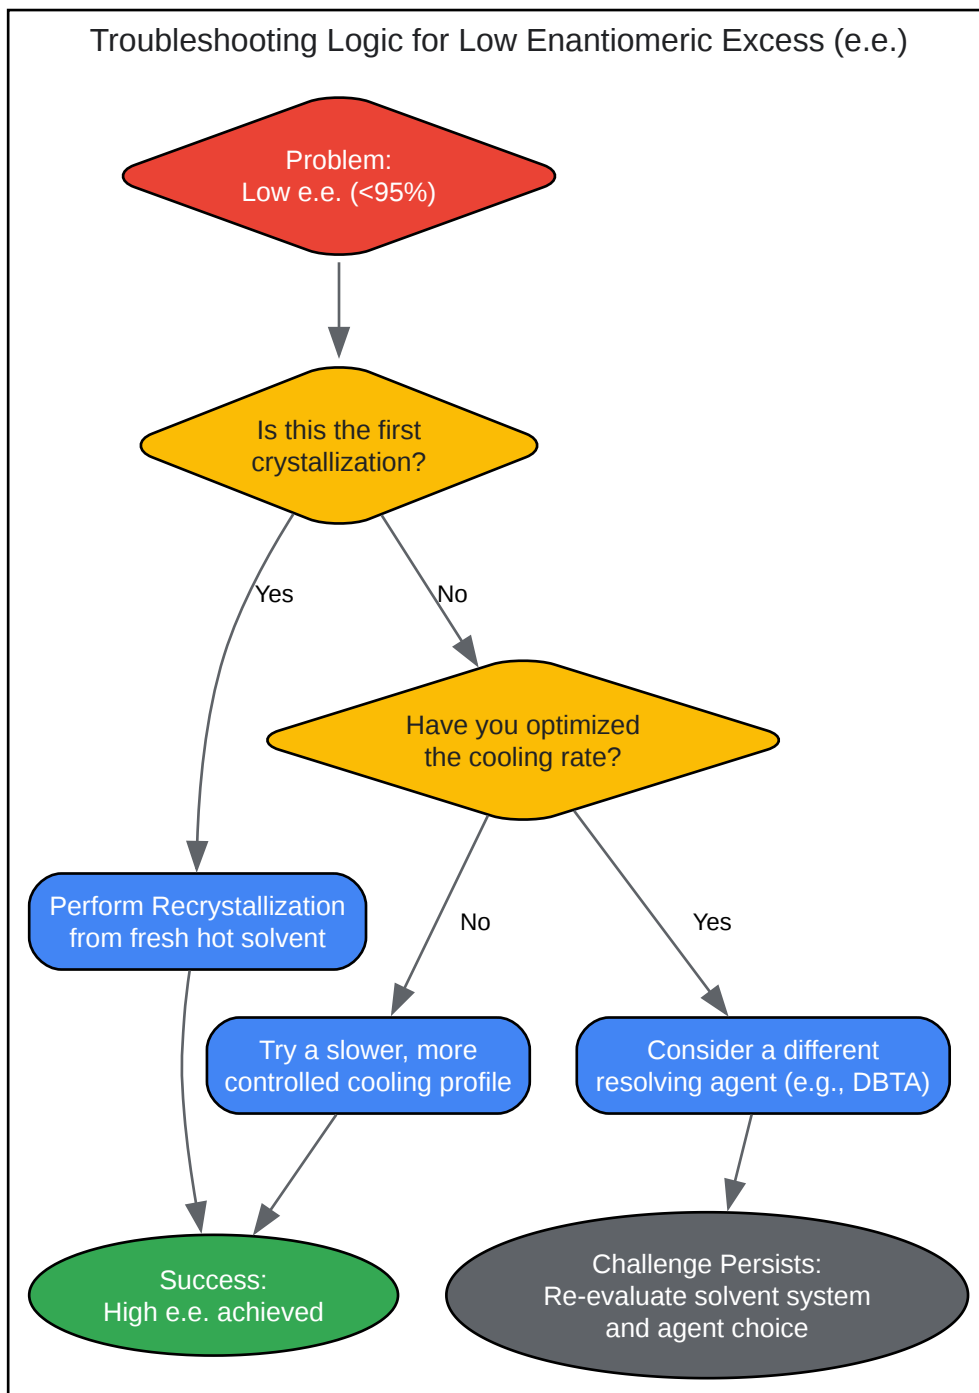 Troubleshooting Logic for Low Enantiomeric Excess (e.e.)
Problem:
Low e.e. (<95%)
Is this the first
crystallization?
Yes
No
Have you optimized
the cooling rate?
Perform Recrystallization
from fresh hot solvent
No
Yes
Try a slower, more
controlled cooling profile
Consider a different
resolving agent (e.g., DBTA)
Success:
High e.e. achieved
Challenge Persists:
Re-evaluate solvent system
and agent choice